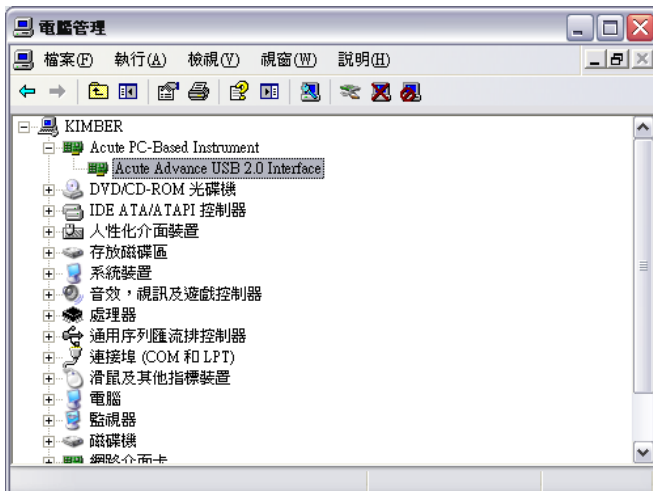 電腦管理
檔案(F) 執行(A) 檢視(V) 視窗(W) 說明(H)
KIMBER
Acute PC-Based Instrument
Acute Advance USB 2.0 Interface
DVD/CD-ROM 光碟機
IDE ATA/ATAPI 控制器
人性化介面裝置
存放磁碟區
系統裝置
音效，視訊及遊戲控制器
處理器
通用序列匯流排控制器
連接埠 (COM 和 LPT)
滑鼠及其他指標裝置
電腦
監視器
磁碟機
網路介面卡